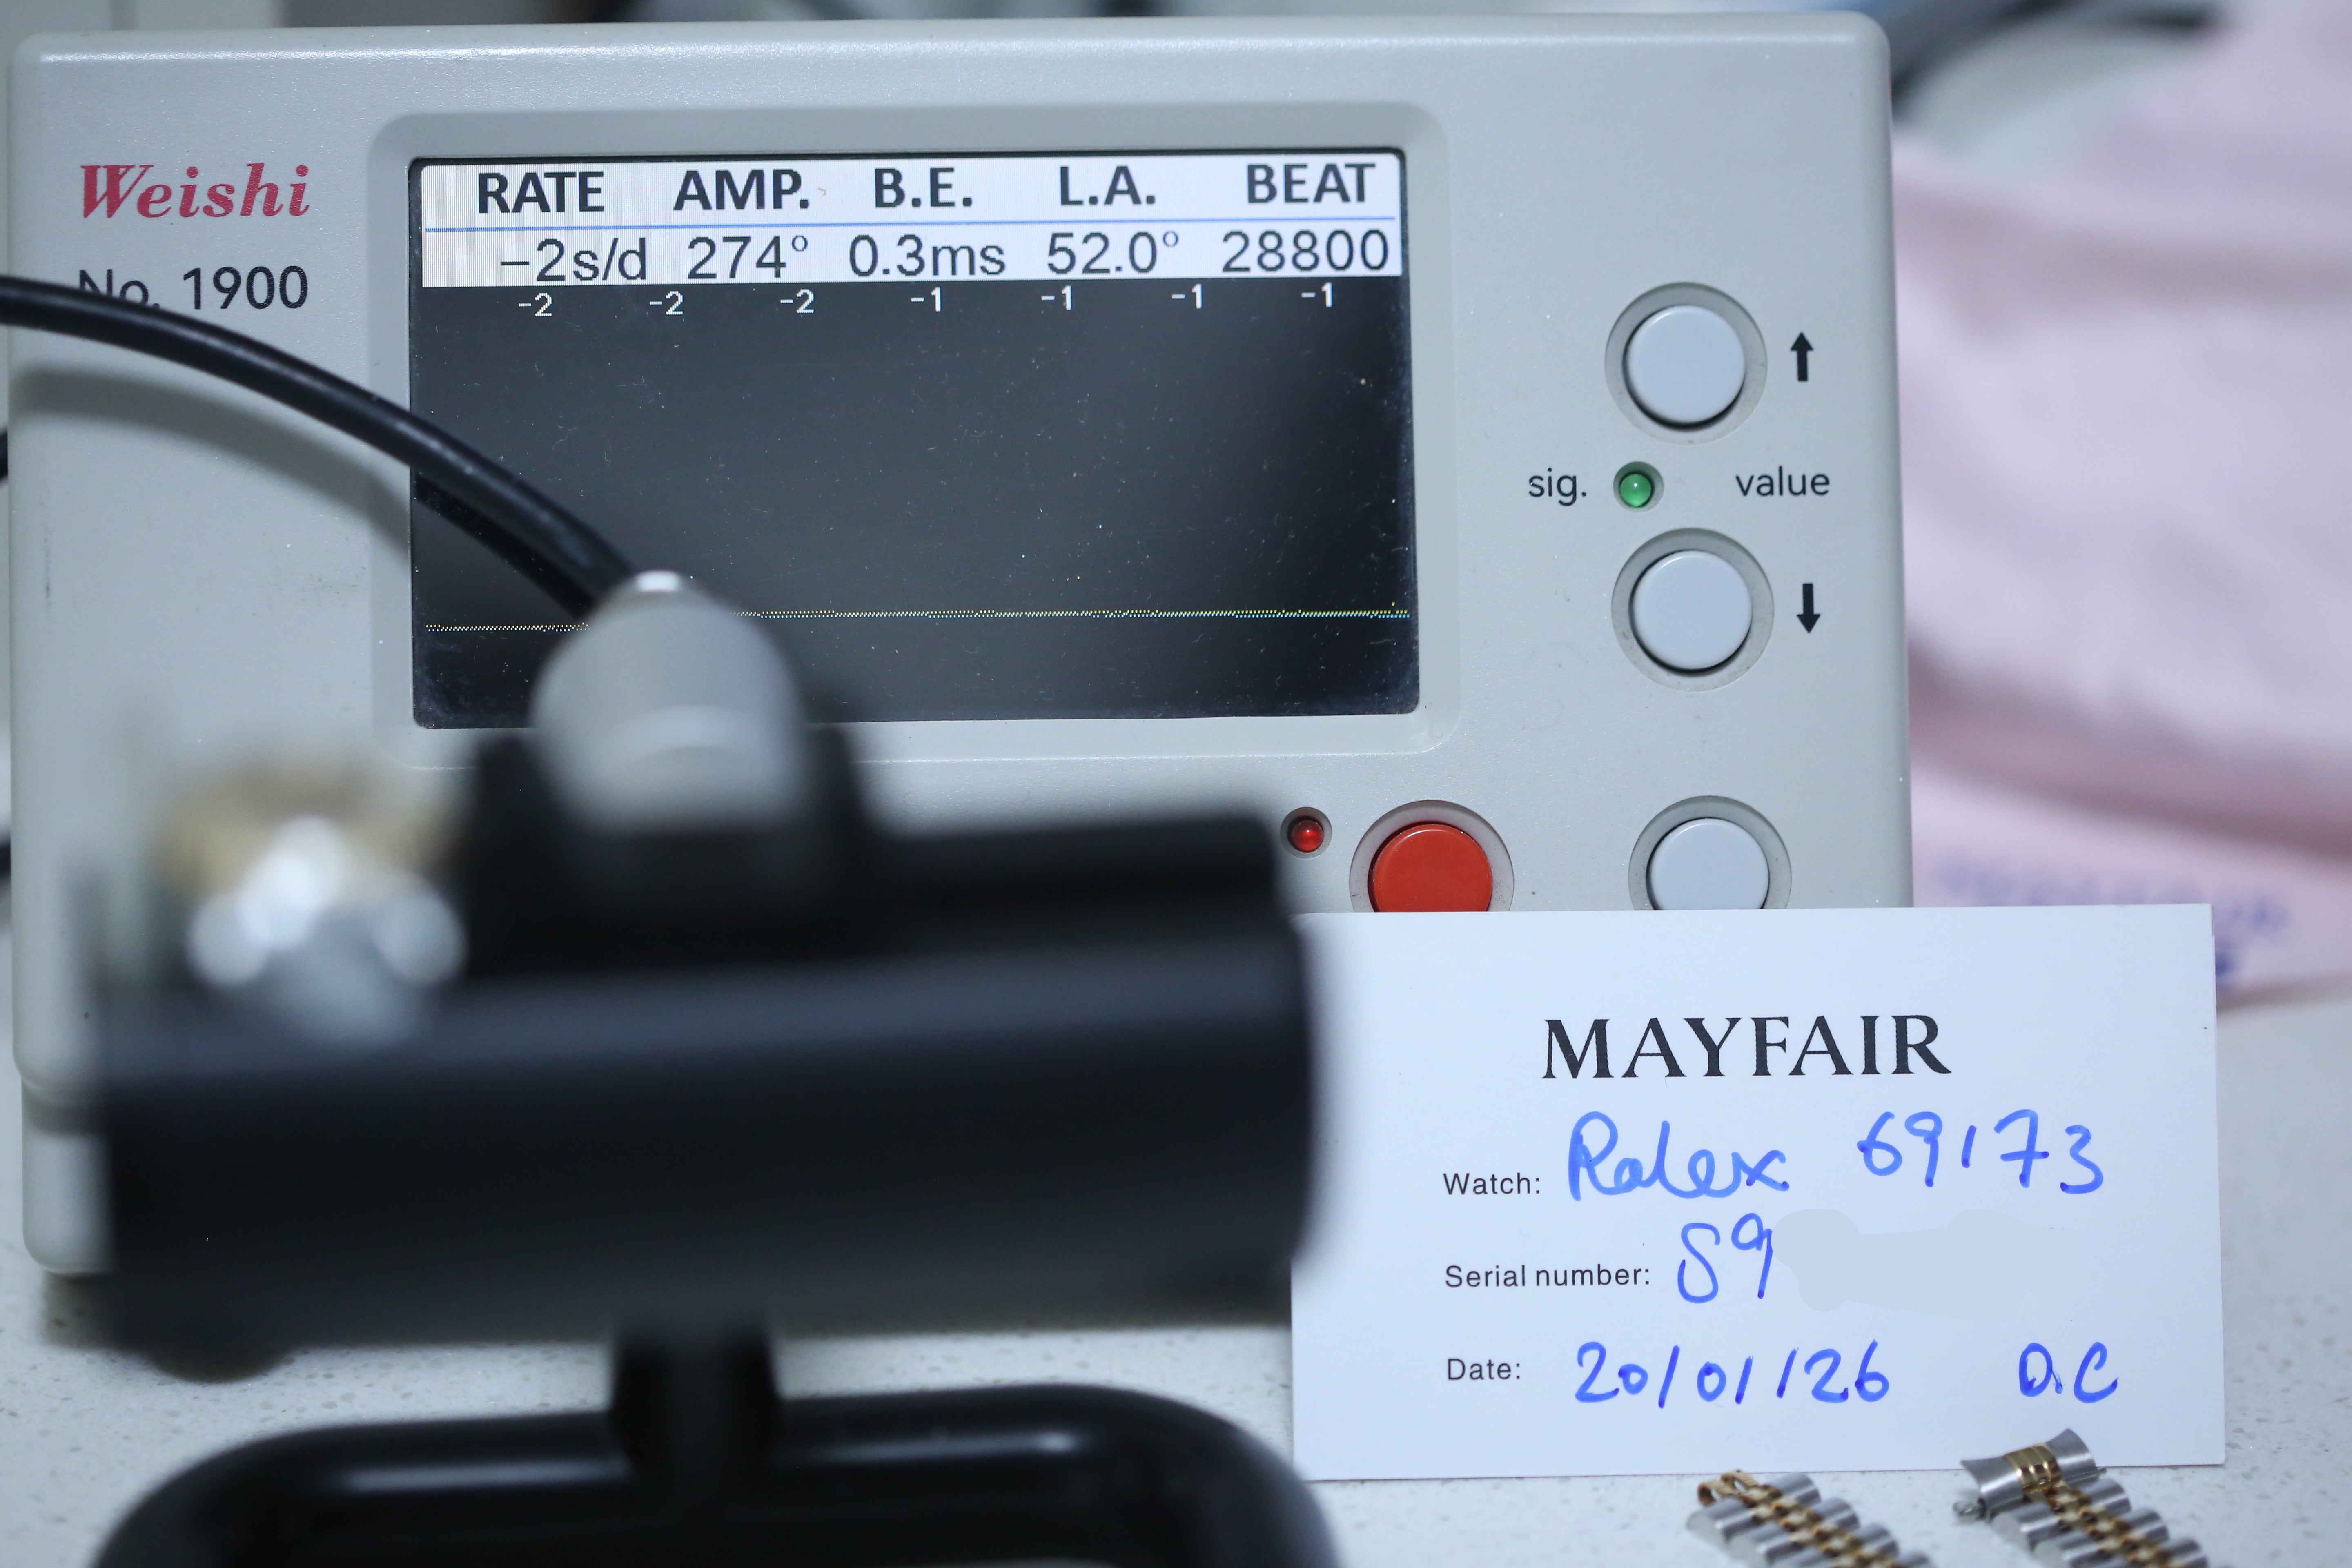 Weishi
No. 1900
RATE AMP. B.E. L.A. BEAT
-2s/d 274° 0.3ms 52.0° 28800
-2 -2 -2 -1 -1 -1 -1
↑
sig. value
↓
MAYFAIR
Watch: Rolex 69173
Serial number: S9
Date: 20/01/26 D.C